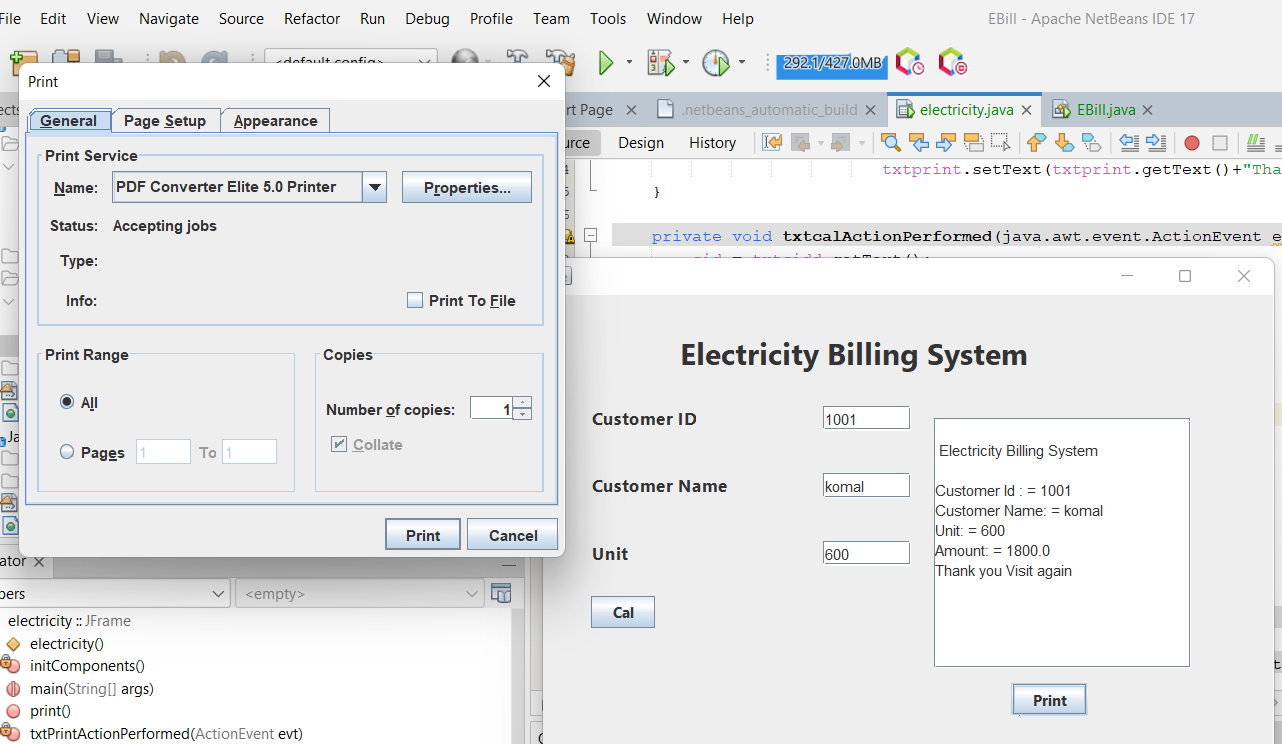 File Edit View Navigate Source Refactor Run Debug Profile Team Tools Window Help
EBill - Apache NetBeans IDE 17
<default config>
292.1/427.0MB
Print
Page
.netbeans_automatic_build
electricity.java
EBill.java
General Page Setup Appearance
Design History
Print Service
Name: PDF Converter Elite 5.0 Printer Properties...
Status: Accepting jobs
Type:
Info:
Print To File
Print Range
All
Pages 1 To 1
Copies
Number of copies: 1
Collate
Print Cancel
txtprint.setText(txtprint.getText()+"Tha
}
private void txtcalActionPerformed(java.awt.event.ActionEvent e
Electricity Billing System
Customer ID 1001
Customer Name komal
Unit 600
Cal
Electricity Billing System
Customer Id : = 1001
Customer Name: = komal
Unit: = 600
Amount: = 1800.0
Thank you Visit again
Print
<empty>
electricity :: JFrame
electricity()
initComponents()
main(String[] args)
print()
txtPrintActionPerformed(ActionEvent evt)